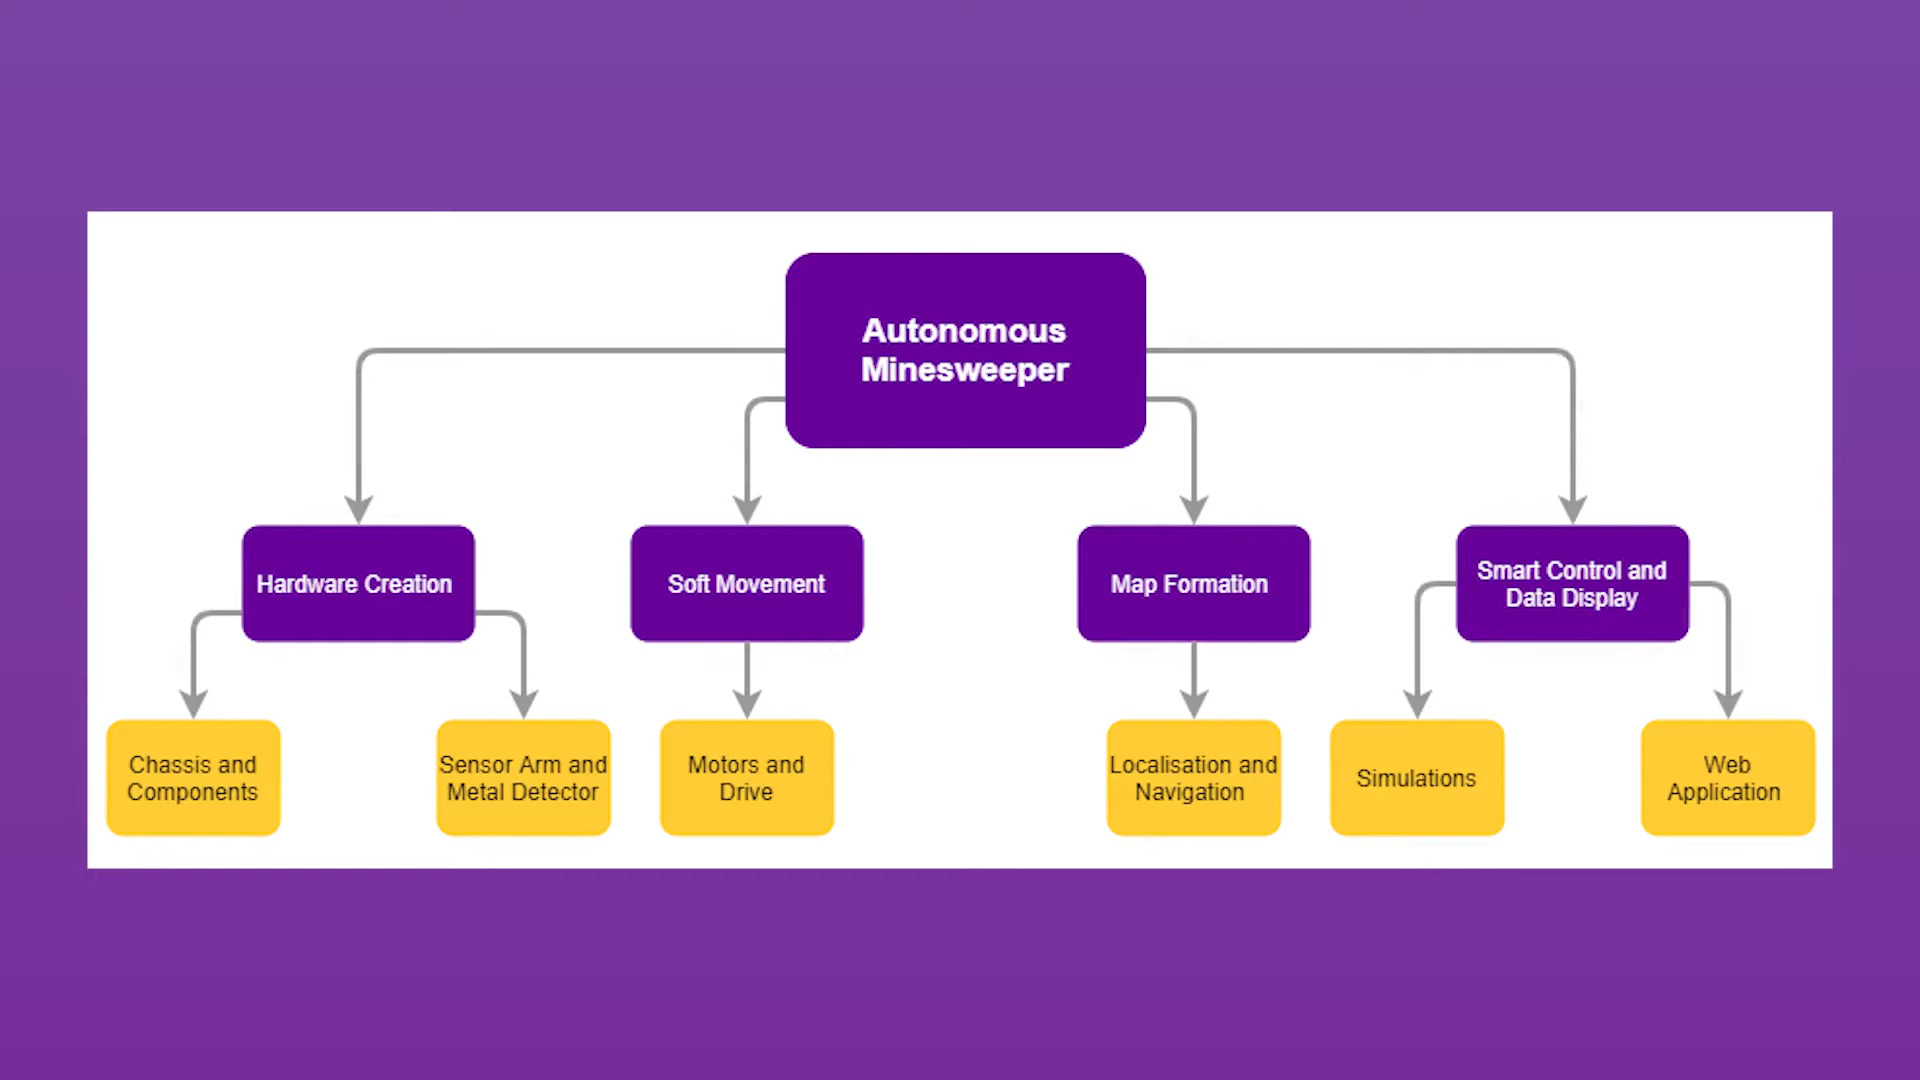 Autonomous
Minesweeper
Hardware Creation
Soft Movement
Map Formation
Smart Control and
Data Display
Chassis and
Components
Sensor Arm and
Metal Detector
Motors and
Drive
Localisation and
Navigation
Simulations
Web
Application